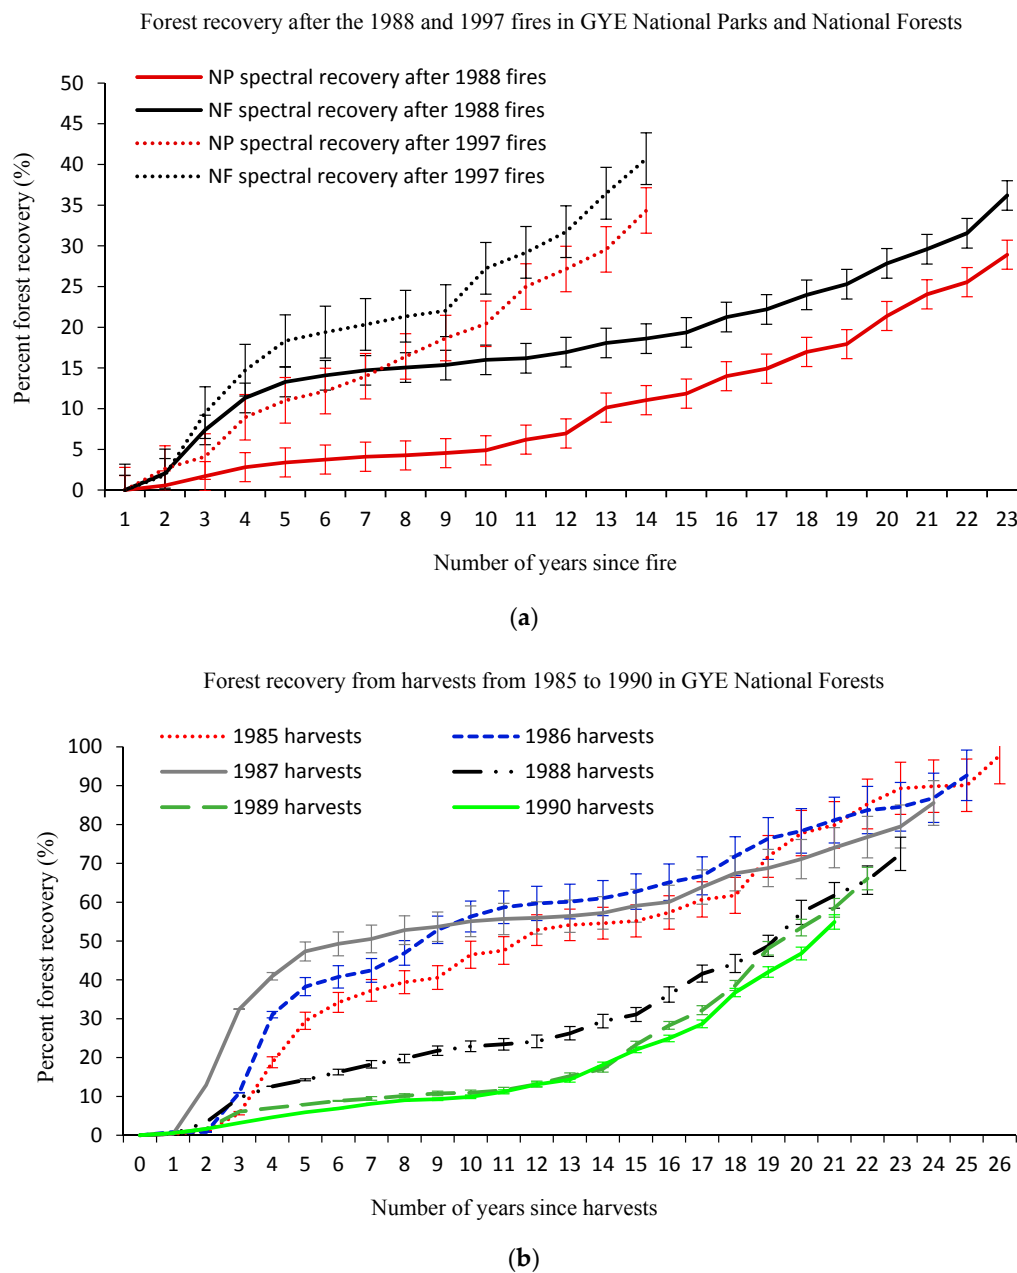 Forest recovery after the 1988 and 1997 fires in GYE National Parks and National Forests
NP spectral recovery after 1988 fires
NF spectral recovery after 1988 fires
NP spectral recovery after 1997 fires
NF spectral recovery after 1997 fires
Percent forest recovery (%)
50
45
40
35
30
25
20
15
10
5
0
1 2 3 4 5 6 7 8 9 10 11 12 13 14 15 16 17 18 19 20 21 22 23
Number of years since fire
(a)
Forest recovery from harvests from 1985 to 1990 in GYE National Forests
1985 harvests 1986 harvests
1987 harvests 1988 harvests
1989 harvests 1990 harvests
Percent forest recovery (%)
100
90
80
70
60
50
40
30
20
10
0
0 1 2 3 4 5 6 7 8 9 10 11 12 13 14 15 16 17 18 19 20 21 22 23 24 25 26
Number of years since harvests
(b)